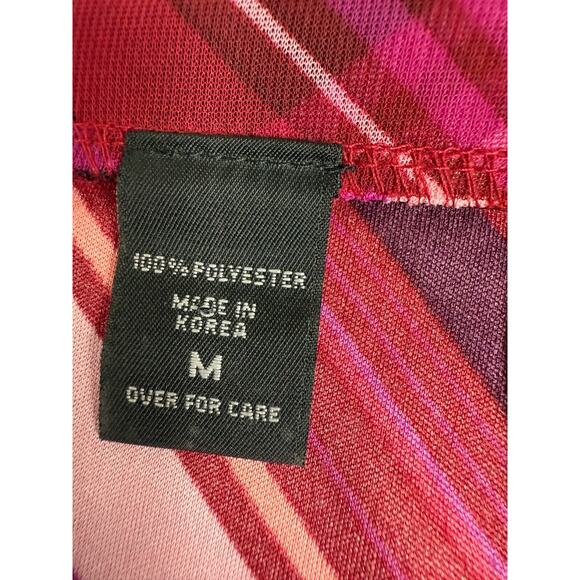 100% POLYESTER
MADE IN
KOREA
M
OVER FOR CARE